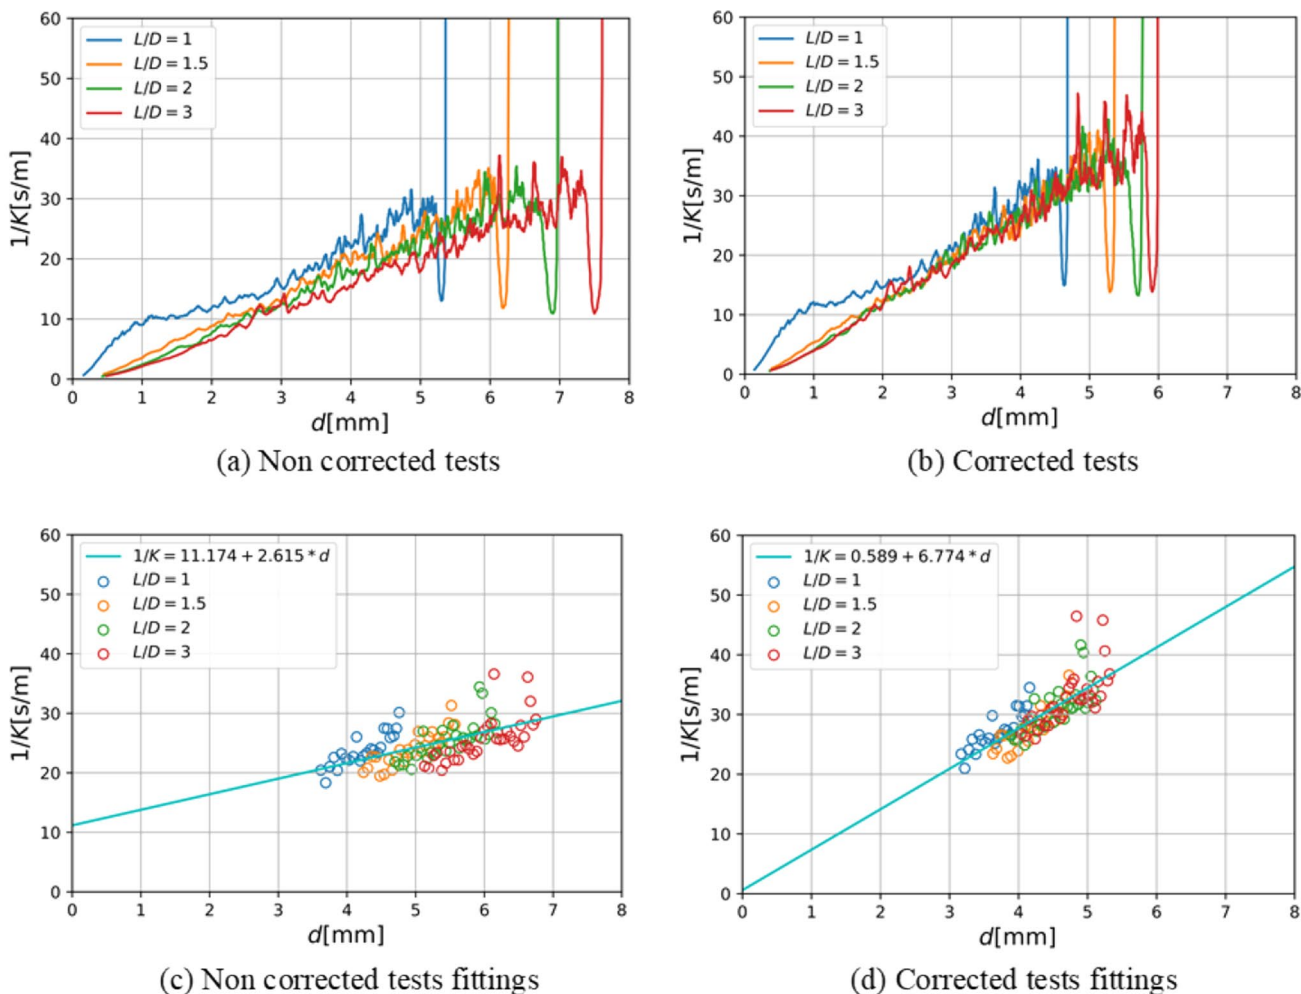 60
50
40
30
20
10
0
1/K[s/m]
L/D = 1
L/D = 1.5
L/D = 2
L/D = 3
0 1 2 3 4 5 6 7 8
d[mm]
(a) Non corrected tests
60
50
40
30
20
10
0
1/K[s/m]
L/D = 1
L/D = 1.5
L/D = 2
L/D = 3
0 1 2 3 4 5 6 7 8
d[mm]
(b) Corrected tests
60
50
40
30
20
10
0
1/K[s/m]
1/K = 11.174 + 2.615 * d
L/D = 1
L/D = 1.5
L/D = 2
L/D = 3
0 1 2 3 4 5 6 7 8
d[mm]
(c) Non corrected tests fittings
60
50
40
30
20
10
0
1/K[s/m]
1/K = 0.589 + 6.774 * d
L/D = 1
L/D = 1.5
L/D = 2
L/D = 3
0 1 2 3 4 5 6 7 8
d[mm]
(d) Corrected tests fittings